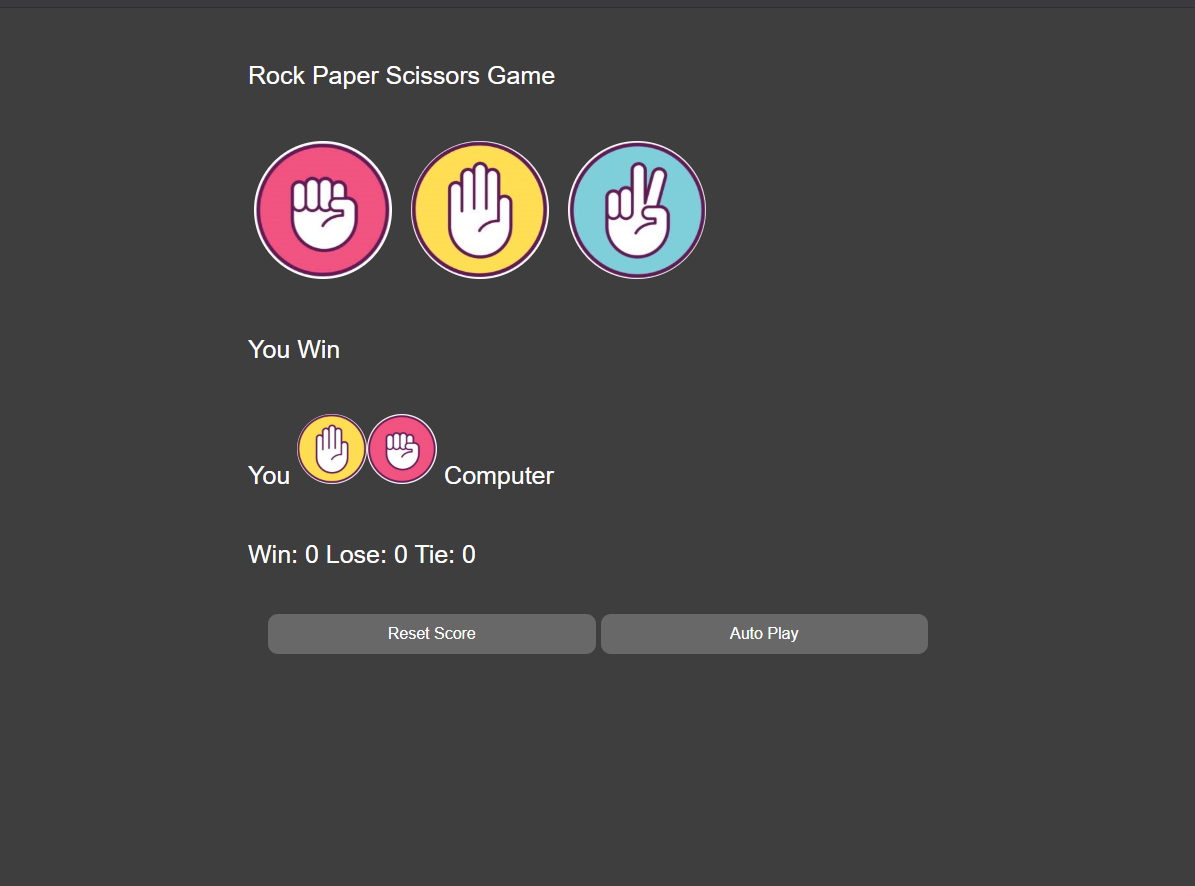 Rock Paper Scissors Game
You Win
You Computer
Win: 0 Lose: 0 Tie: 0
Reset Score Auto Play